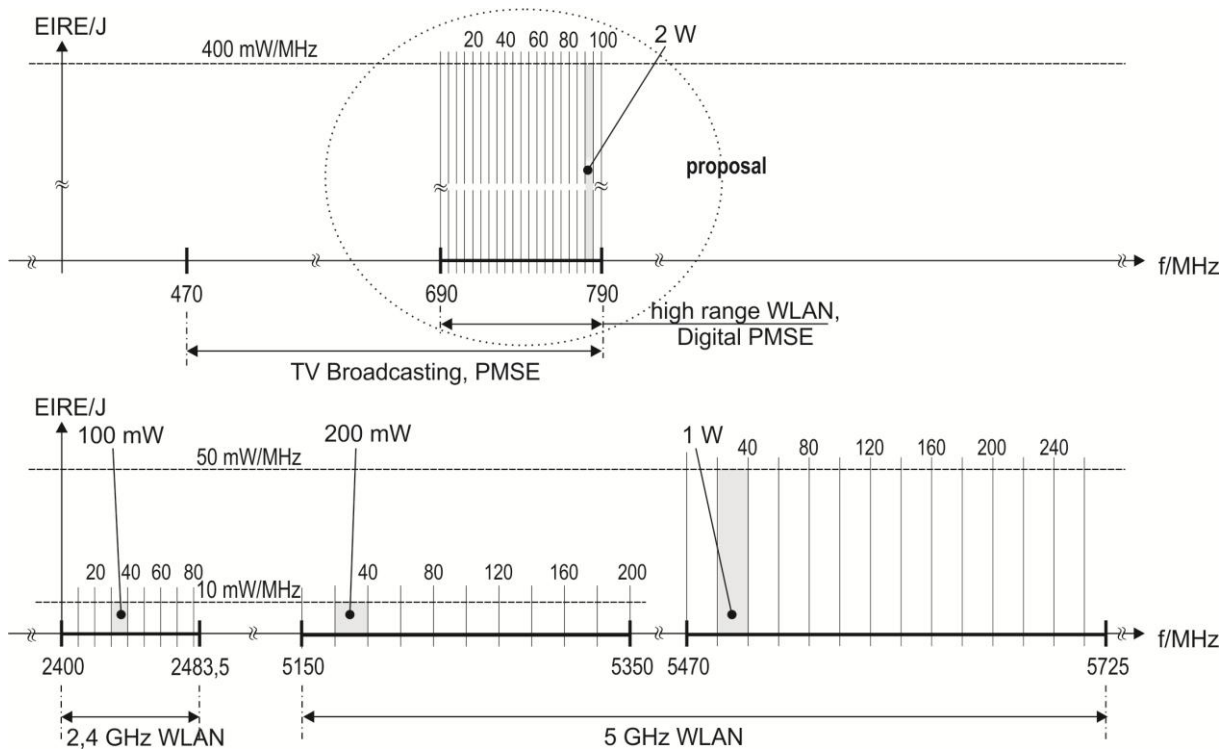 EIRE/J
400 mW/MHz
20 40 60 80 100
2 W
proposal
f/MHz
470
690
790
high range WLAN,
Digital PMSE
TV Broadcasting, PMSE
EIRE/J
100 mW
200 mW
1 W
50 mW/MHz
40 80 120 160 200 240
20 40 60 80
10 mW/MHz
40 80 120 160 200
f/MHz
2400
2483,5
5150
5350
5470
5725
2,4 GHz WLAN
5 GHz WLAN